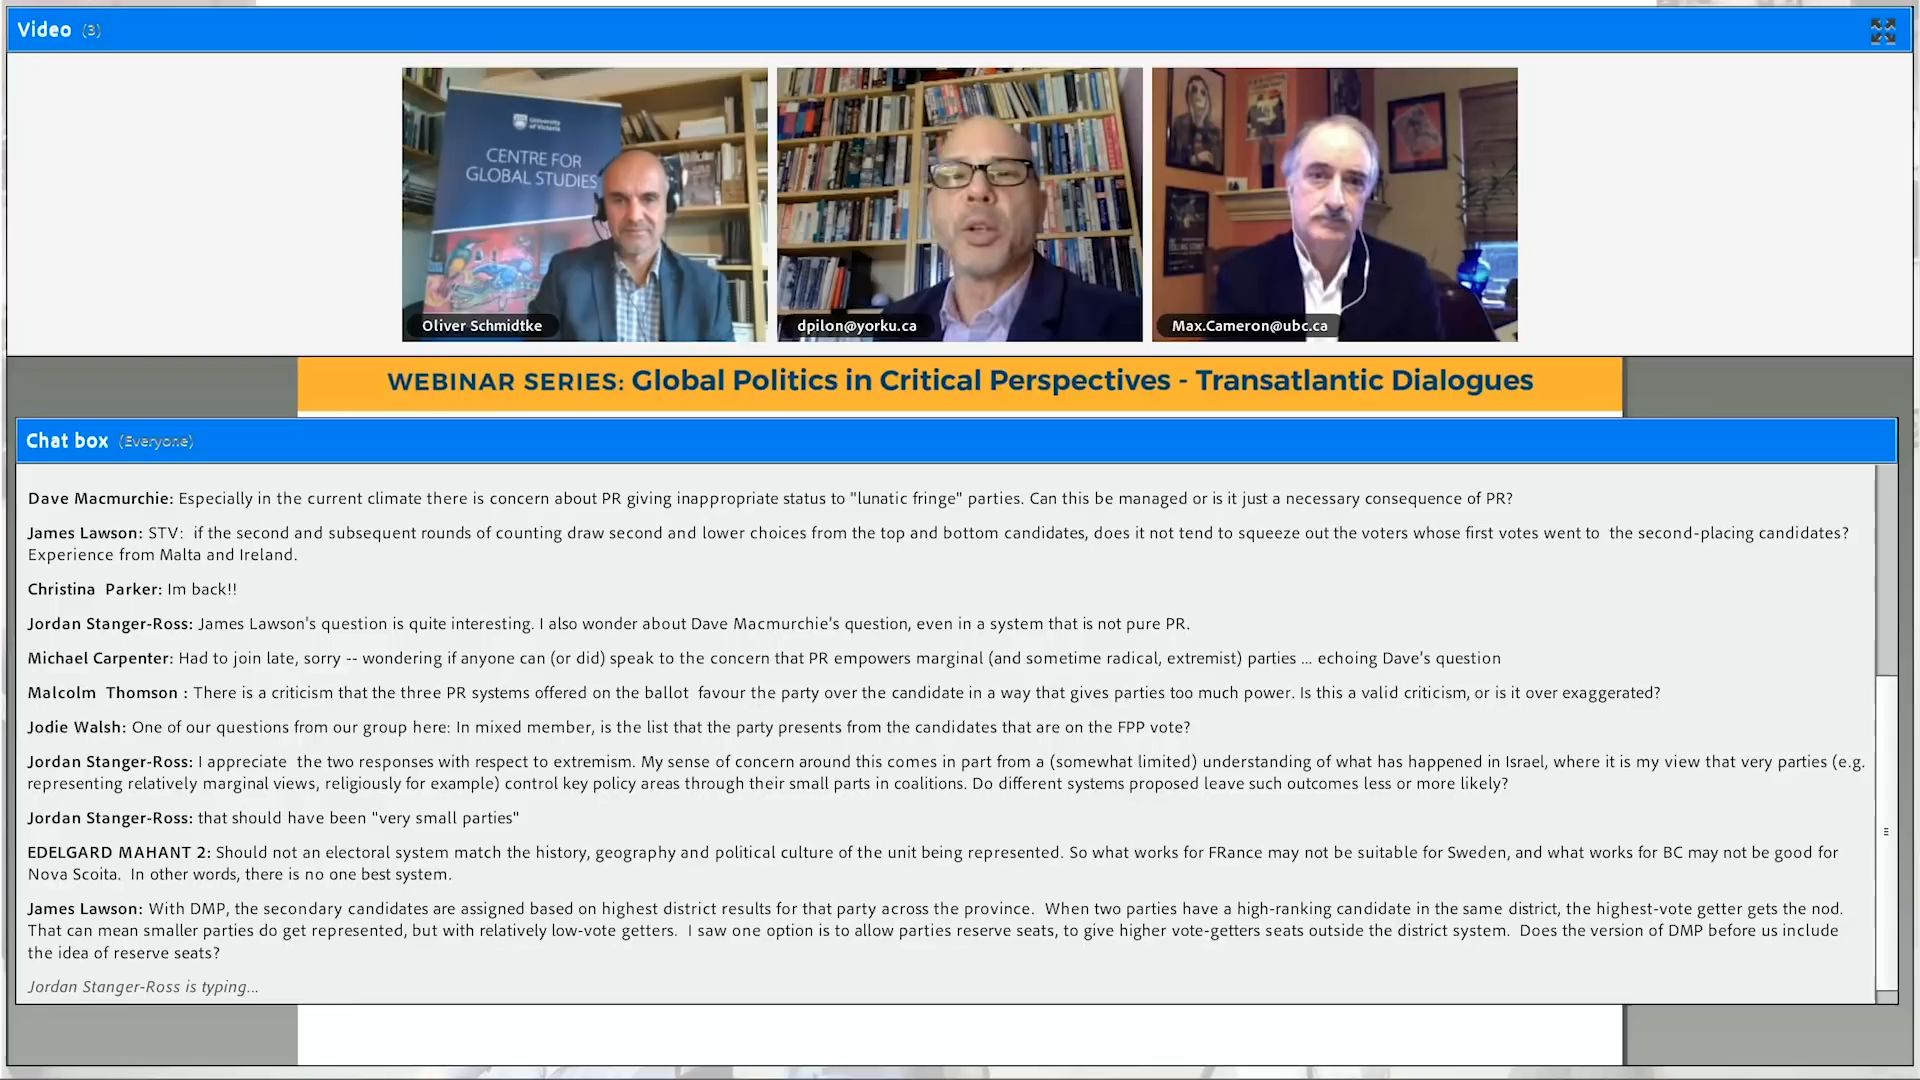 Video (3)
University
of Victoria
CENTRE FOR
GLOBAL STUDIES
Oliver Schmidtke
dpilon@yorku.ca
Max.Cameron@ubc.ca
WEBINAR SERIES: Global Politics in Critical Perspectives - Transatlantic Dialogues
Chat box (Everyone)
Dave Macmurchie: Especially in the current climate there is concern about PR giving inappropriate status to "lunatic fringe" parties. Can this be managed or is it just a necessary consequence of PR?
James Lawson: STV:  if the second and subsequent rounds of counting draw second and lower choices from the top and bottom candidates, does it not tend to squeeze out the voters whose first votes went to  the second-placing candidates?
Experience from Malta and Ireland.
Christina  Parker: Im back!!
Jordan Stanger-Ross: James Lawson's question is quite interesting. I also wonder about Dave Macmurchie's question, even in a system that is not pure PR.
Michael Carpenter: Had to join late, sorry -- wondering if anyone can (or did) speak to the concern that PR empowers marginal (and sometime radical, extremist) parties ... echoing Dave's question
Malcolm  Thomson : There is a criticism that the three PR systems offered on the ballot  favour the party over the candidate in a way that gives parties too much power. Is this a valid criticism, or is it over exaggerated?
Jodie Walsh: One of our questions from our group here: In mixed member, is the list that the party presents from the candidates that are on the FPP vote?
Jordan Stanger-Ross: I appreciate  the two responses with respect to extremism. My sense of concern around this comes in part from a (somewhat limited) understanding of what has happened in Israel, where it is my view that very parties (e.g.
representing relatively marginal views, religiously for example) control key policy areas through their small parts in coalitions. Do different systems proposed leave such outcomes less or more likely?
Jordan Stanger-Ross: that should have been "very small parties"
EDELGARD MAHANT 2: Should not an electoral system match the history, geography and political culture of the unit being represented. So what works for FRance may not be suitable for Sweden, and what works for BC may not be good for
Nova Scoita.  In other words, there is no one best system.
James Lawson: With DMP, the secondary candidates are assigned based on highest district results for that party across the province.  When two parties have a high-ranking candidate in the same district, the highest-vote getter gets the nod.
That can mean smaller parties do get represented, but with relatively low-vote getters.  I saw one option is to allow parties reserve seats, to give higher vote-getters seats outside the district system.  Does the version of DMP before us include
the idea of reserve seats?
Jordan Stanger-Ross is typing...